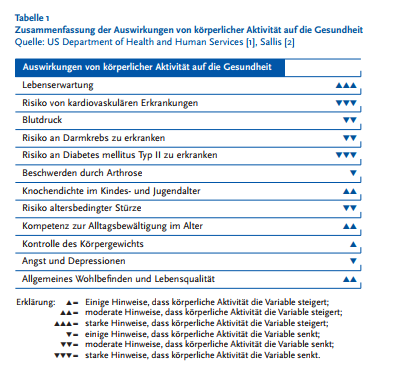 Tabelle 1
Zusammenfassung der Auswirkungen von körperlicher Aktivität auf die Gesundheit
Quelle: US Department of Health and Human Services [1], Sallis [2]
Auswirkungen von körperlicher Aktivität auf die Gesundheit
Lebenserwartung ▲▲▲
Risiko von kardiovaskulären Erkrankungen ▼▼▼
Blutdruck ▼▼
Risiko an Darmkrebs zu erkranken ▼▼
Risiko an Diabetes mellitus Typ II zu erkranken ▼▼▼
Beschwerden durch Arthrose ▼
Knochendichte im Kindes- und Jugendalter ▲▲
Risiko altersbedingter Stürze ▼▼
Kompetenz zur Alltagsbewältigung im Alter ▲▲
Kontrolle des Körpergewichts ▲
Angst und Depressionen ▼
Allgemeines Wohlbefinden und Lebensqualität ▲▲
Erklärung: ▲= Einige Hinweise, dass körperliche Aktivität die Variable steigert;
▲▲= moderate Hinweise, dass körperliche Aktivität die Variable steigert;
▲▲▲= starke Hinweise, dass körperliche Aktivität die Variable steigert;
▼= einige Hinweise, dass körperliche Aktivität die Variable senkt;
▼▼= moderate Hinweise, dass körperliche Aktivität die Variable senkt;
▼▼▼= starke Hinweise, dass körperliche Aktivität die Variable senkt.